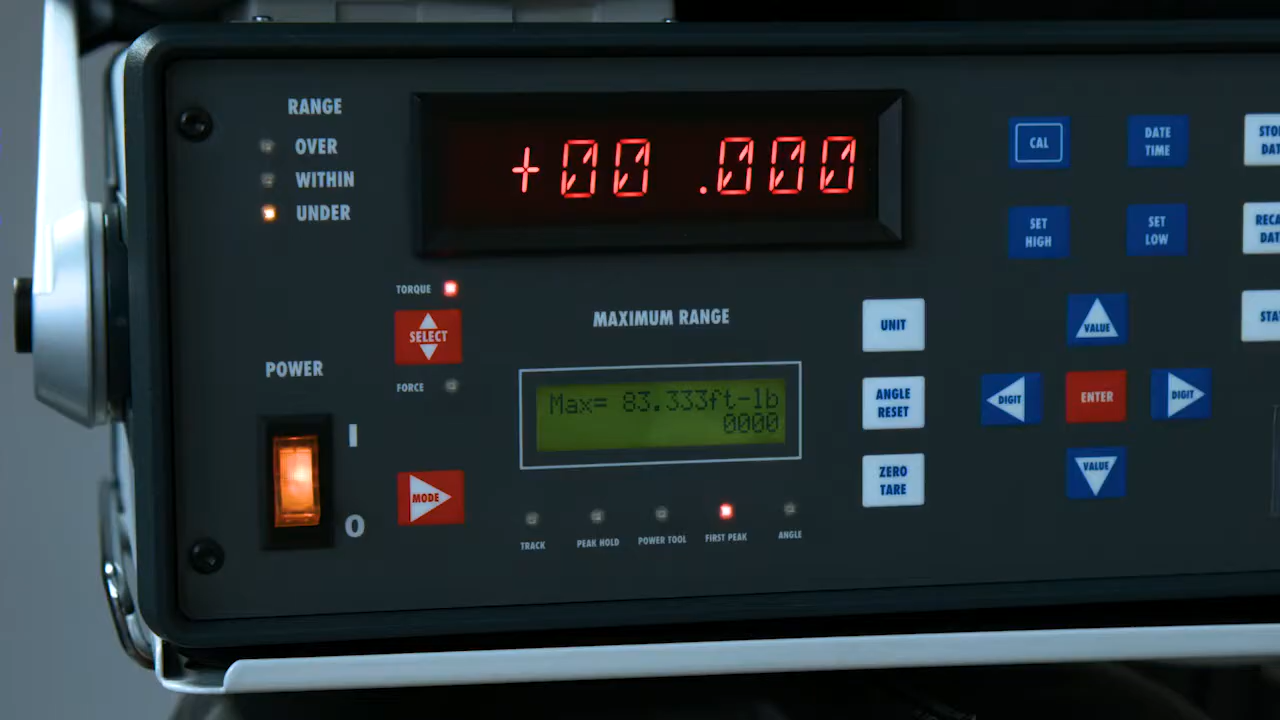 RANGE
OVER
WITHIN
UNDER
+00.000
CAL
DATE
TIME
SET
HIGH
SET
LOW
TORQUE
SELECT
FORCE
MAXIMUM RANGE
Max= 83.333ft-lb
0000
UNIT
ANGLE
RESET
ZERO
TARE
VALUE
DIGIT
ENTER
DIGIT
VALUE
POWER
I
O
MODE
TRACK
PEAK HOLD
POWER TOOL
FIRST PEAK
ANGLE